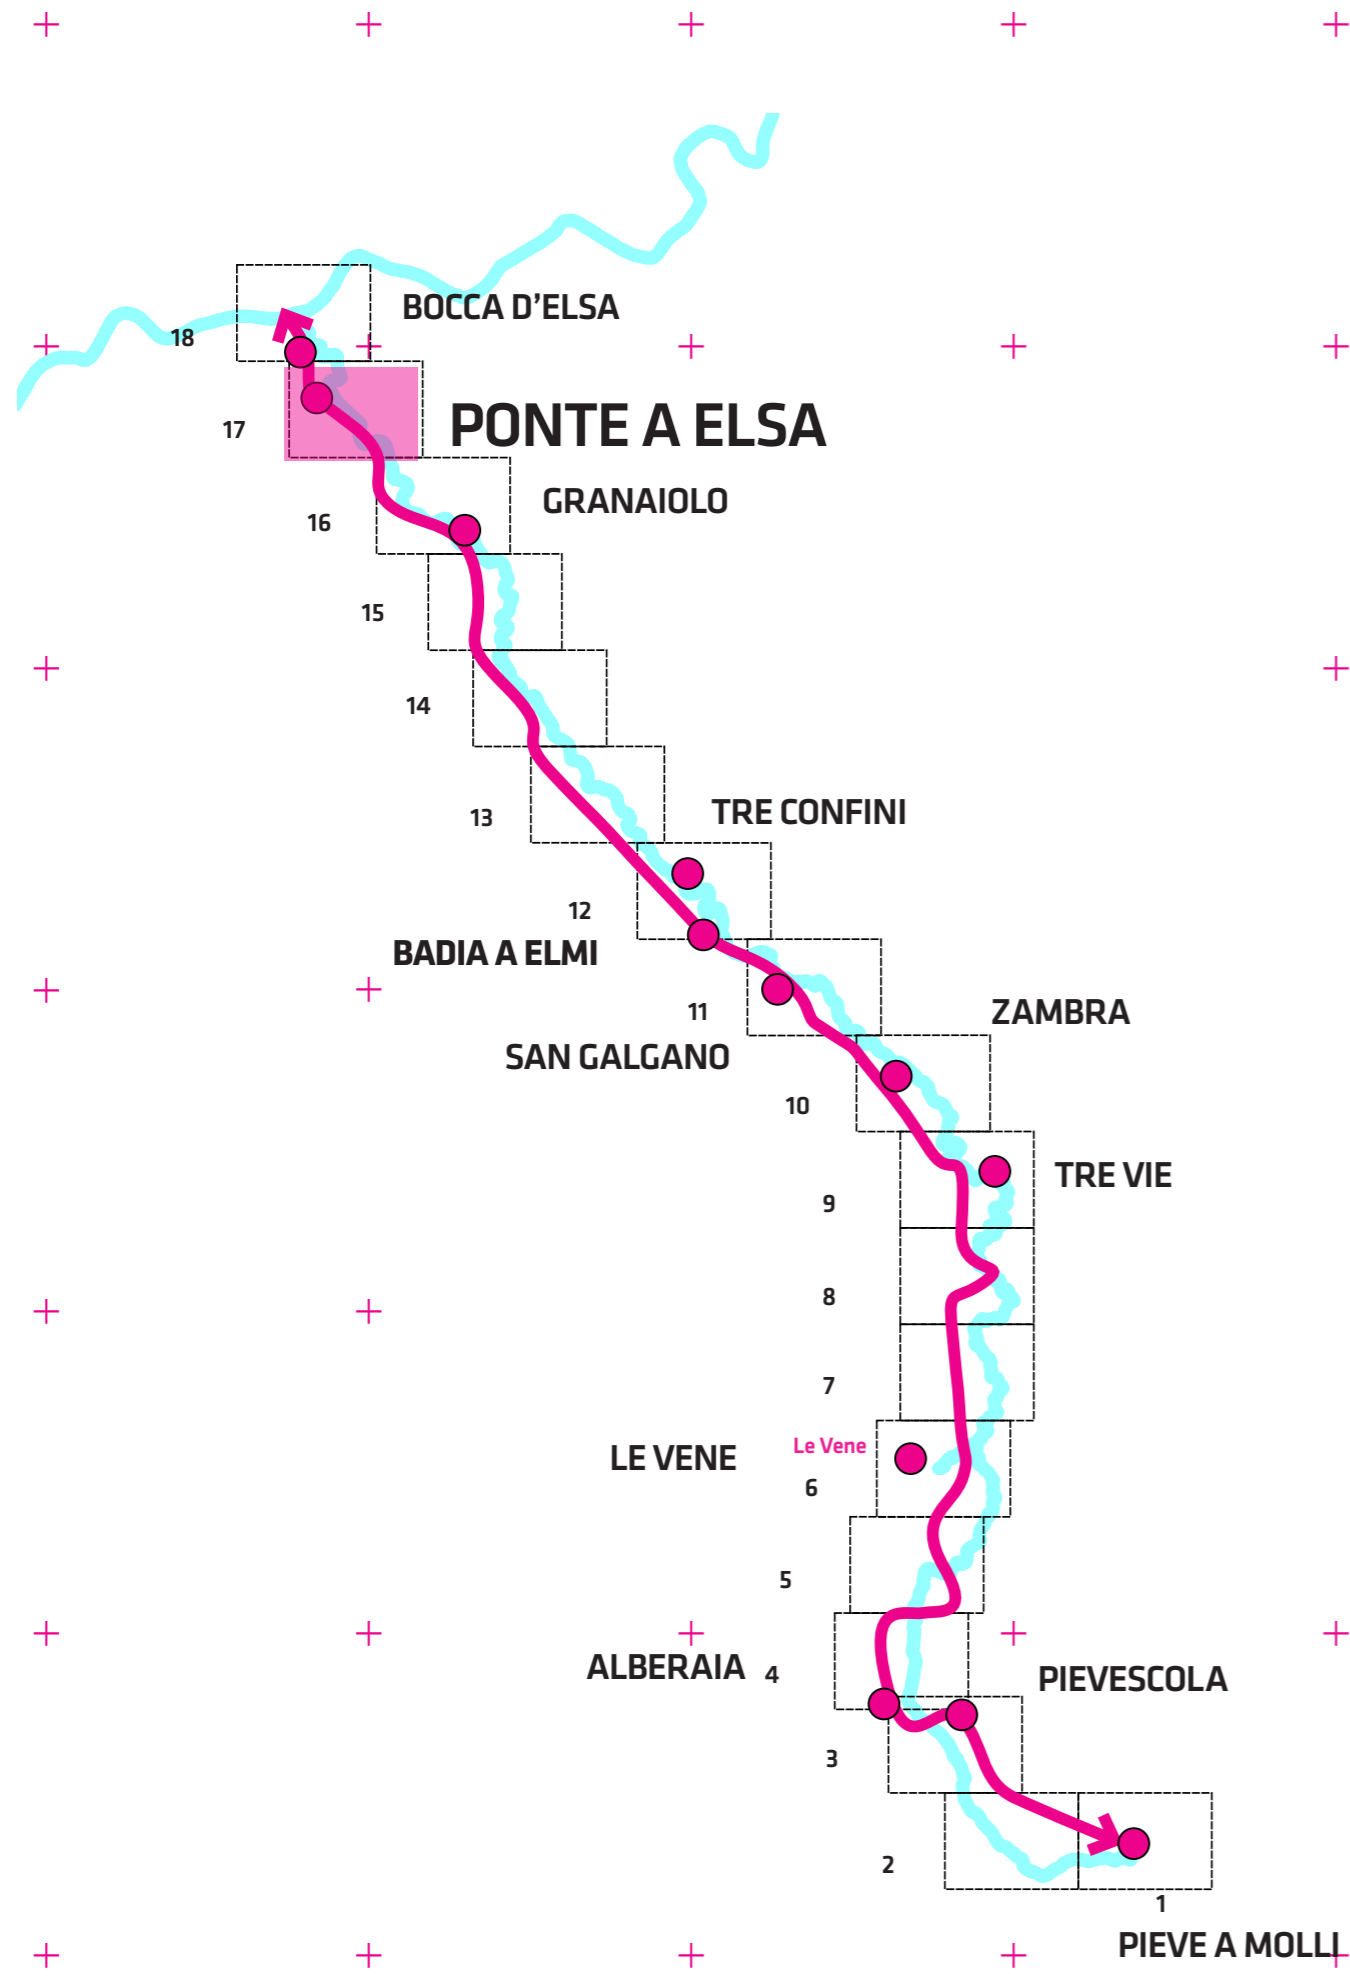 BOCCA D’ELSA
18
PONTE A ELSA
17
GRANAIOLO
16
15
14
TRE CONFINI
13
12
BADIA A ELMI
11
ZAMBRA
SAN GALGANO
10
TRE VIE
9
8
7
LE VENE
Le Vene
6
5
ALBERAIA
4
PIEVESCOLA
3
2
1
PIEVE A MOLLI